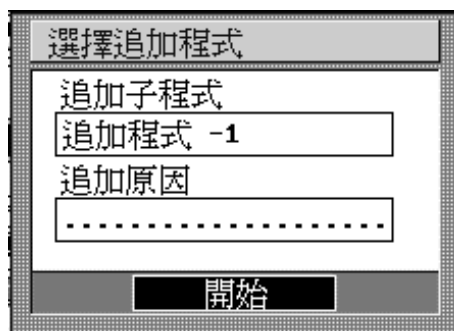 選擇追加程式
追加子程式
追加程式 -1
追加原因
....................
開始